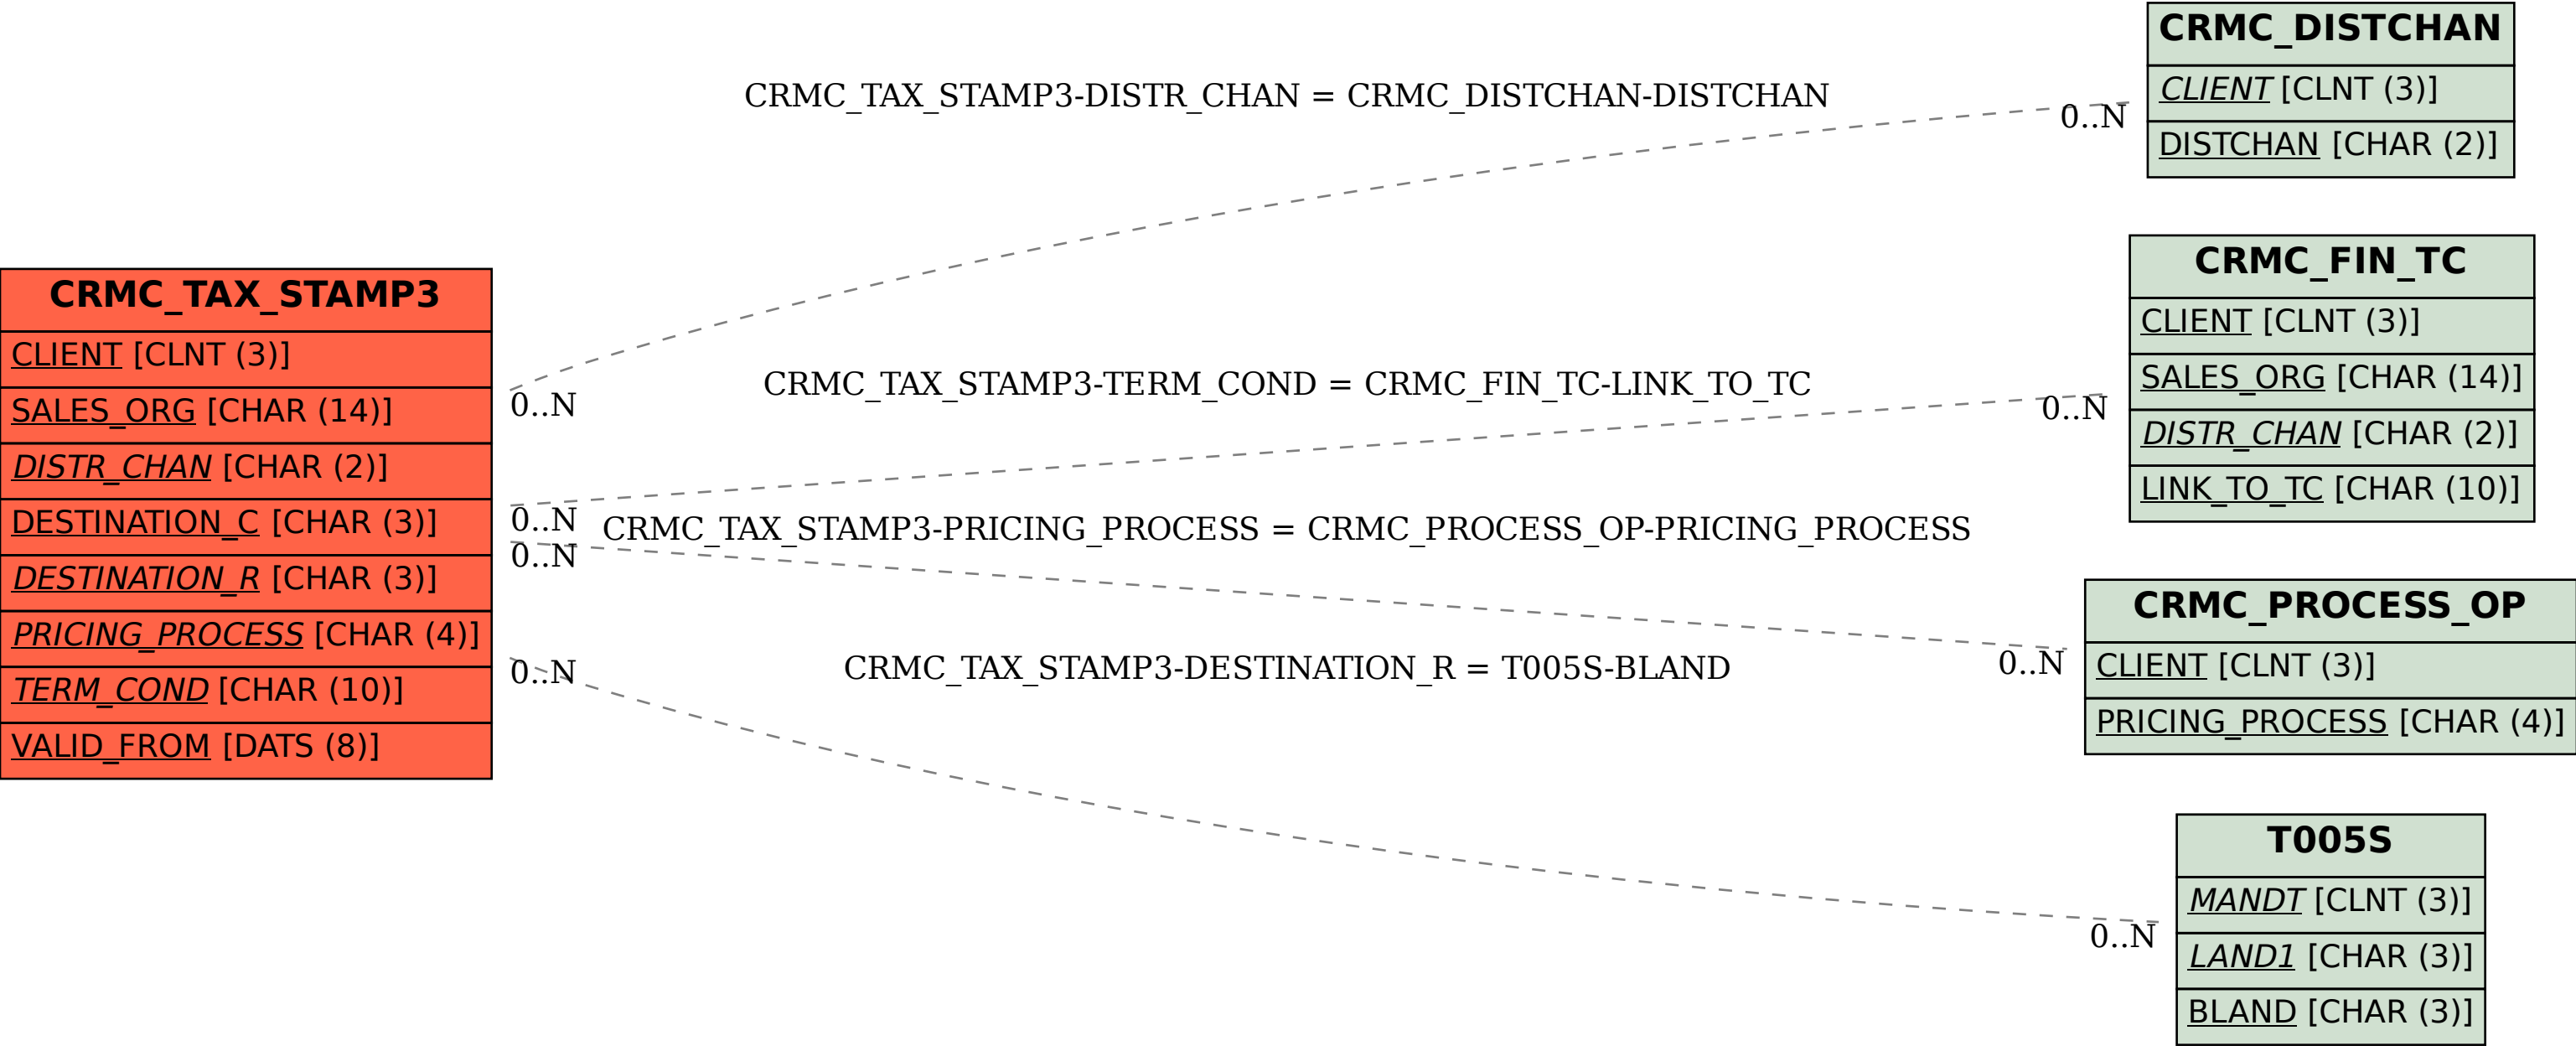 CRMC_TAX_STAMP3
CLIENT [CLNT (3)]
SALES_ORG [CHAR (14)]
DISTR_CHAN [CHAR (2)]
DESTINATION_C [CHAR (3)]
DESTINATION_R [CHAR (3)]
PRICING_PROCESS [CHAR (4)]
TERM_COND [CHAR (10)]
VALID_FROM [DATS (8)]
CRMC_TAX_STAMP3-DISTR_CHAN = CRMC_DISTCHAN-DISTCHAN
0..N
0..N
CRMC_TAX_STAMP3-TERM_COND = CRMC_FIN_TC-LINK_TO_TC
0..N
0..N
CRMC_TAX_STAMP3-PRICING_PROCESS = CRMC_PROCESS_OP-PRICING_PROCESS
0..N
0..N
CRMC_TAX_STAMP3-DESTINATION_R = T005S-BLAND
0..N
0..N
CRMC_DISTCHAN
CLIENT [CLNT (3)]
DISTCHAN [CHAR (2)]
CRMC_FIN_TC
CLIENT [CLNT (3)]
SALES_ORG [CHAR (14)]
DISTR_CHAN [CHAR (2)]
LINK_TO_TC [CHAR (10)]
CRMC_PROCESS_OP
CLIENT [CLNT (3)]
PRICING_PROCESS [CHAR (4)]
T005S
MANDT [CLNT (3)]
LAND1 [CHAR (3)]
BLAND [CHAR (3)]